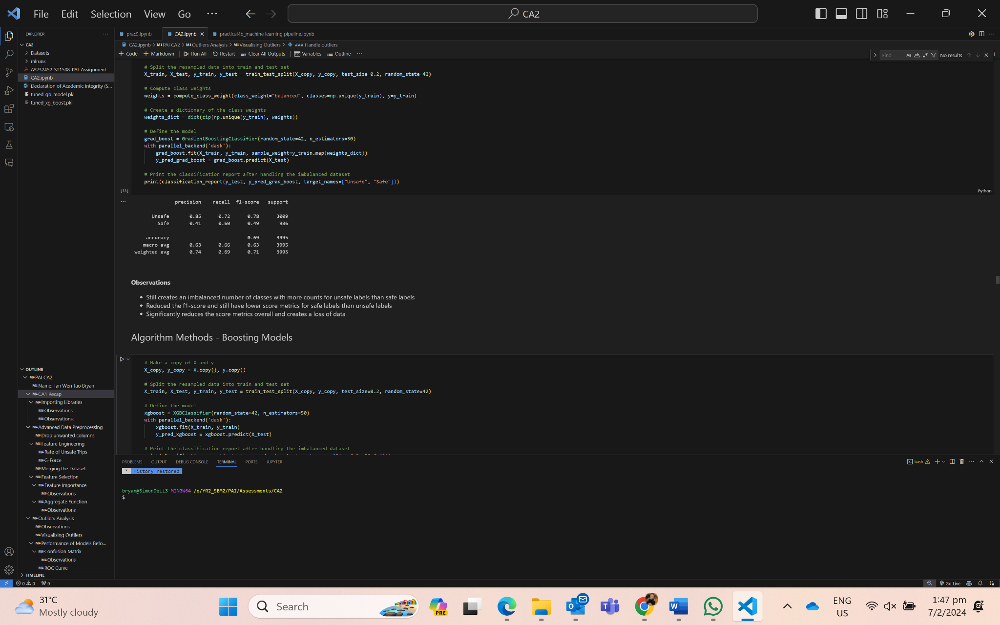 File Edit Selection View Go ··· CA2
EXPLORER ···
CA2
Datasets
mlruns
AY2324S2_ST1508_PAI_Assignment_...
CA2.ipynb
Declaration of Academic Integrity (S...
tuned_gb_model.pkl
tuned_xg_boost.pkl
OUTLINE
M↓PAI CA2
M↓Name: Tan Wen Tao Bryan
M↓CA1 Recap
M↓Importing Libraries
M↓Observations
M↓Observations:
M↓Advanced Data Preprocessing
M↓Drop unwanted columns
M↓Feature Engineering
M↓Rate of Unsafe Trips
M↓G-Force
M↓Merging the Dataset
M↓Feature Selection
M↓Feature Importance
M↓Observations
M↓Aggregate Function
M↓Observations
M↓Outliers Analysis
M↓Observations
M↓Visualising Outliers
M↓Performance of Models Befo...
M↓Confusion Matrix
M↓Observations
M↓ROC Curve
TIMELINE
prac5.ipynb CA2.ipynb practical4b_machine learning pipeline.ipynb
CA2.ipynb > M↓PAI CA2 > M↓Outliers Analysis > M↓Visualising Outliers > ### Handle outliers
+ Code + Markdown Run All Restart Clear All Outputs Variables Outline ···
Find Aa ab No results
# Split the resampled data into train and test set
X_train, X_test, y_train, y_test = train_test_split(X_copy, y_copy, test_size=0.2, random_state=42)
# Compute class weights
weights = compute_class_weight(class_weight="balanced", classes=np.unique(y_train), y=y_train)
# Create a dictionary of the class weights
weights_dict = dict(zip(np.unique(y_train), weights))
# Define the model
grad_boost = GradientBoostingClassifier(random_state=42, n_estimators=50)
with parallel_backend('dask'):
grad_boost.fit(X_train, y_train, sample_weight=y_train.map(weights_dict))
y_pred_grad_boost = grad_boost.predict(X_test)
# Print the classification report after handling the imbalanced dataset
print(classification_report(y_test, y_pred_grad_boost, target_names=["Unsafe", "Safe"]))
[33] Python
··· precision recall f1-score support
Unsafe 0.85 0.72 0.78 3009
Safe 0.41 0.60 0.49 986
accuracy 0.69 3995
macro avg 0.63 0.66 0.63 3995
weighted avg 0.74 0.69 0.71 3995
Observations
• Still creates an imbalanced number of classes with more counts for unsafe labels than safe labels
• Reduced the f1-score and still have lower score metrics for safe labels than unsafe labels
• Significantly reduces the score metrics overall and creates a loss of data
Algorithm Methods - Boosting Models
# Make a copy of X and y
X_copy, y_copy = X.copy(), y.copy()
# Split the resampled data into train and test set
X_train, X_test, y_train, y_test = train_test_split(X_copy, y_copy, test_size=0.2, random_state=42)
# Define the model
xgboost = XGBClassifier(random_state=42, n_estimators=50)
with parallel_backend('dask'):
xgboost.fit(X_train, y_train)
y_pred_xgboost = xgboost.predict(X_test)
# Print the classification report after handling the imbalanced dataset
PROBLEMS OUTPUT DEBUG CONSOLE TERMINAL PORTS JUPYTER bash
* History restored
bryan@SimonDell3 MINGW64 /e/YR2_SEM2/PAI/Assessments/CA2
$
0 0 0 Go Live
31°C
Mostly cloudy
Search
PRE
ENG
US
1:47 pm
7/2/2024